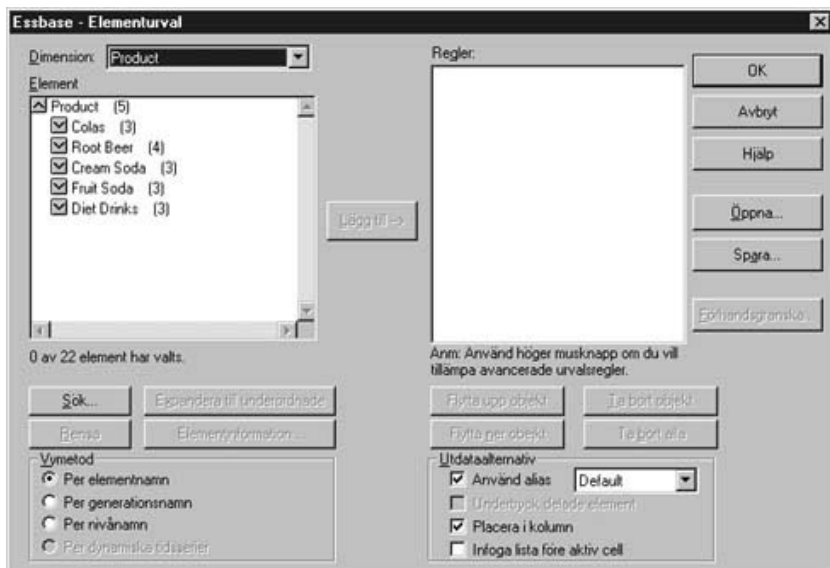 Essbase - Elementurval
Dimension: Product
Element
Product (5)
Colas (3)
Root Beer (4)
Cream Soda (3)
Fruit Soda (3)
Diet Drinks (3)
0 av 22 element har valts.
Lägg till ->
Regler:
Anm: Använd höger musknapp om du vill
tillämpa avancerade urvalsregler.
OK
Avbryt
Hjälp
Öppna...
Spara...
Förhandsgranska...
Sök...
Expandera till underordnade
Rensa
Elementinformation...
Flytta upp objekt
Ta bort objekt
Flytta ner objekt
Ta bort alla
Vymetod
Per elementnamn
Per generationsnamn
Per nivånamn
Per dynamiska tidsserier
Utdataalternativ
Använd alias Default
Undertryck delade element
Placera i kolumn
Infoga lista före aktiv cell